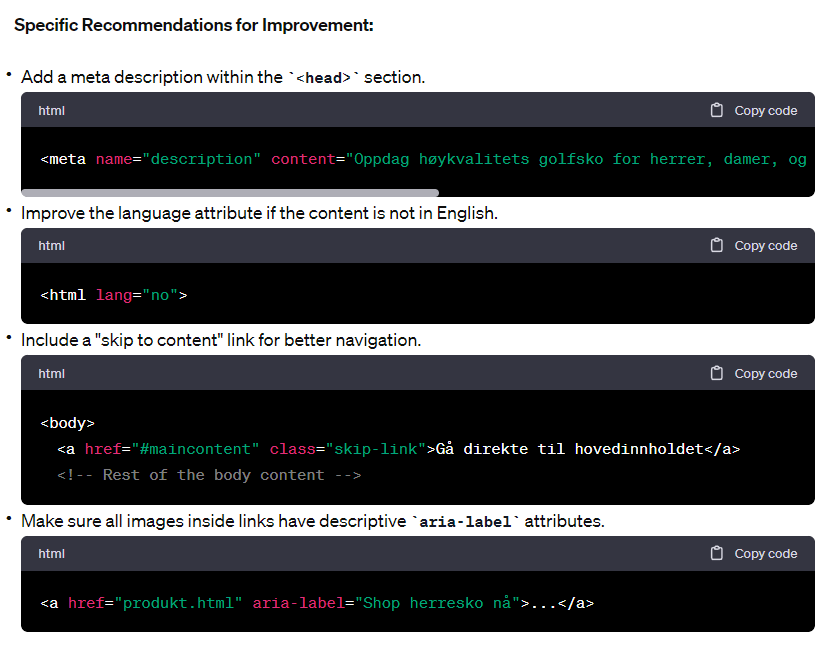 Specific Recommendations for Improvement:
• Add a meta description within the `<head>` section.
html Copy code
<meta name="description" content="Oppdag høykvalitets golfsko for herrer, damer, og
• Improve the language attribute if the content is not in English.
html Copy code
<html lang="no">
• Include a "skip to content" link for better navigation.
html Copy code
<body>
<a href="#maincontent" class="skip-link">Gå direkte til hovedinnholdet</a>
<!-- Rest of the body content -->
• Make sure all images inside links have descriptive `aria-label` attributes.
html Copy code
<a href="produkt.html" aria-label="Shop herresko nå">...</a>